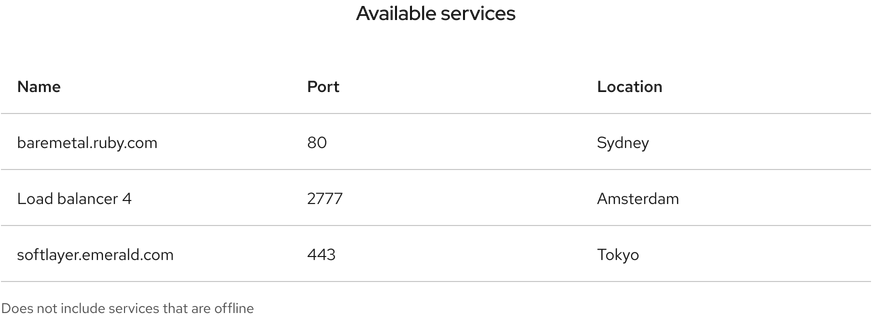 Available services
Name Port Location
baremetal.ruby.com 80 Sydney
Load balancer 4 2777 Amsterdam
softlayer.emerald.com 443 Tokyo
Does not include services that are offline